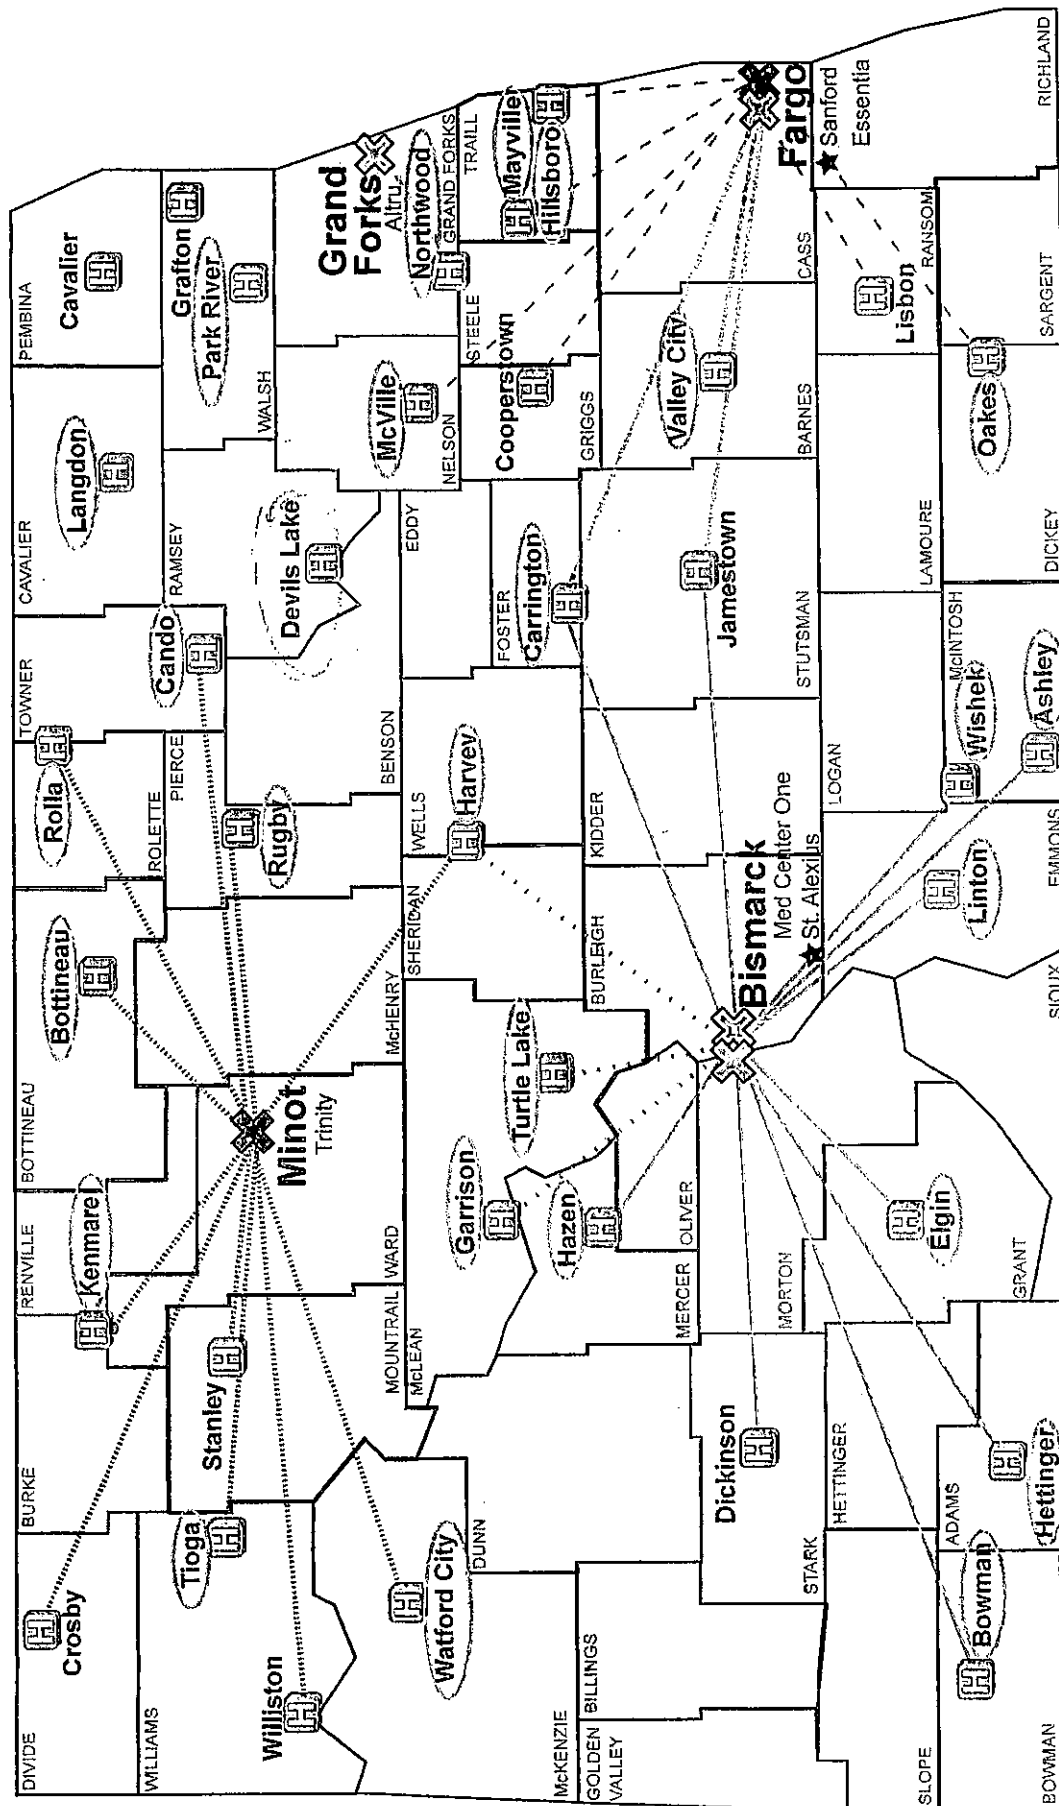 DIVIDE
BURKE
RENVILLE
BOTTINEAU
TOWNER
CAVALIER
PEMBINA
Crosby
Kenmare
Bottineau
Rolla
Langdon
Cavalier
WILLIAMS
ROLETTE
PIERCE
Cando
RAMSEY
Grafton
Park River
WALSH
Tioga
Stanley
Rugby
Williston
Minot
Trinity
Devils Lake
Grand
Forks
Altru
MOUNTRAIL
WARD
McHENRY
BENSON
McVille
NELSON
Northwood
GRAND FORKS
Watford City
McLEAN
SHERIDAN
WELLS
EDDY
STEELE
TRAILL
DUNN
Garrison
Harvey
Turtle Lake
FOSTER
Carrington
Cooperstown
Mayville
Hillsboro
McKENZIE
Hazen
GRIGGS
BILLINGS
GOLDEN
VALLEY
BURLEIGH
KIDDER
MERCER
OLIVER
Valley City
Dickinson
Jamestown
Bismarck
Med Center One
St. Alexius
Fargo
Sanford
Essentia
STARK
MORTON
STUTSMAN
BARNES
CASS
HETTINGER
LOGAN
Lisbon
SLOPE
Elgin
Linton
LAMOURE
RANSOM
ADAMS
McINTOSH
Wishek
Bowman
Oakes
GRANT
Hettinger
Ashley
BOWMAN
SIOUX
EMMONS
DICKEY
SARGENT
RICHLAND